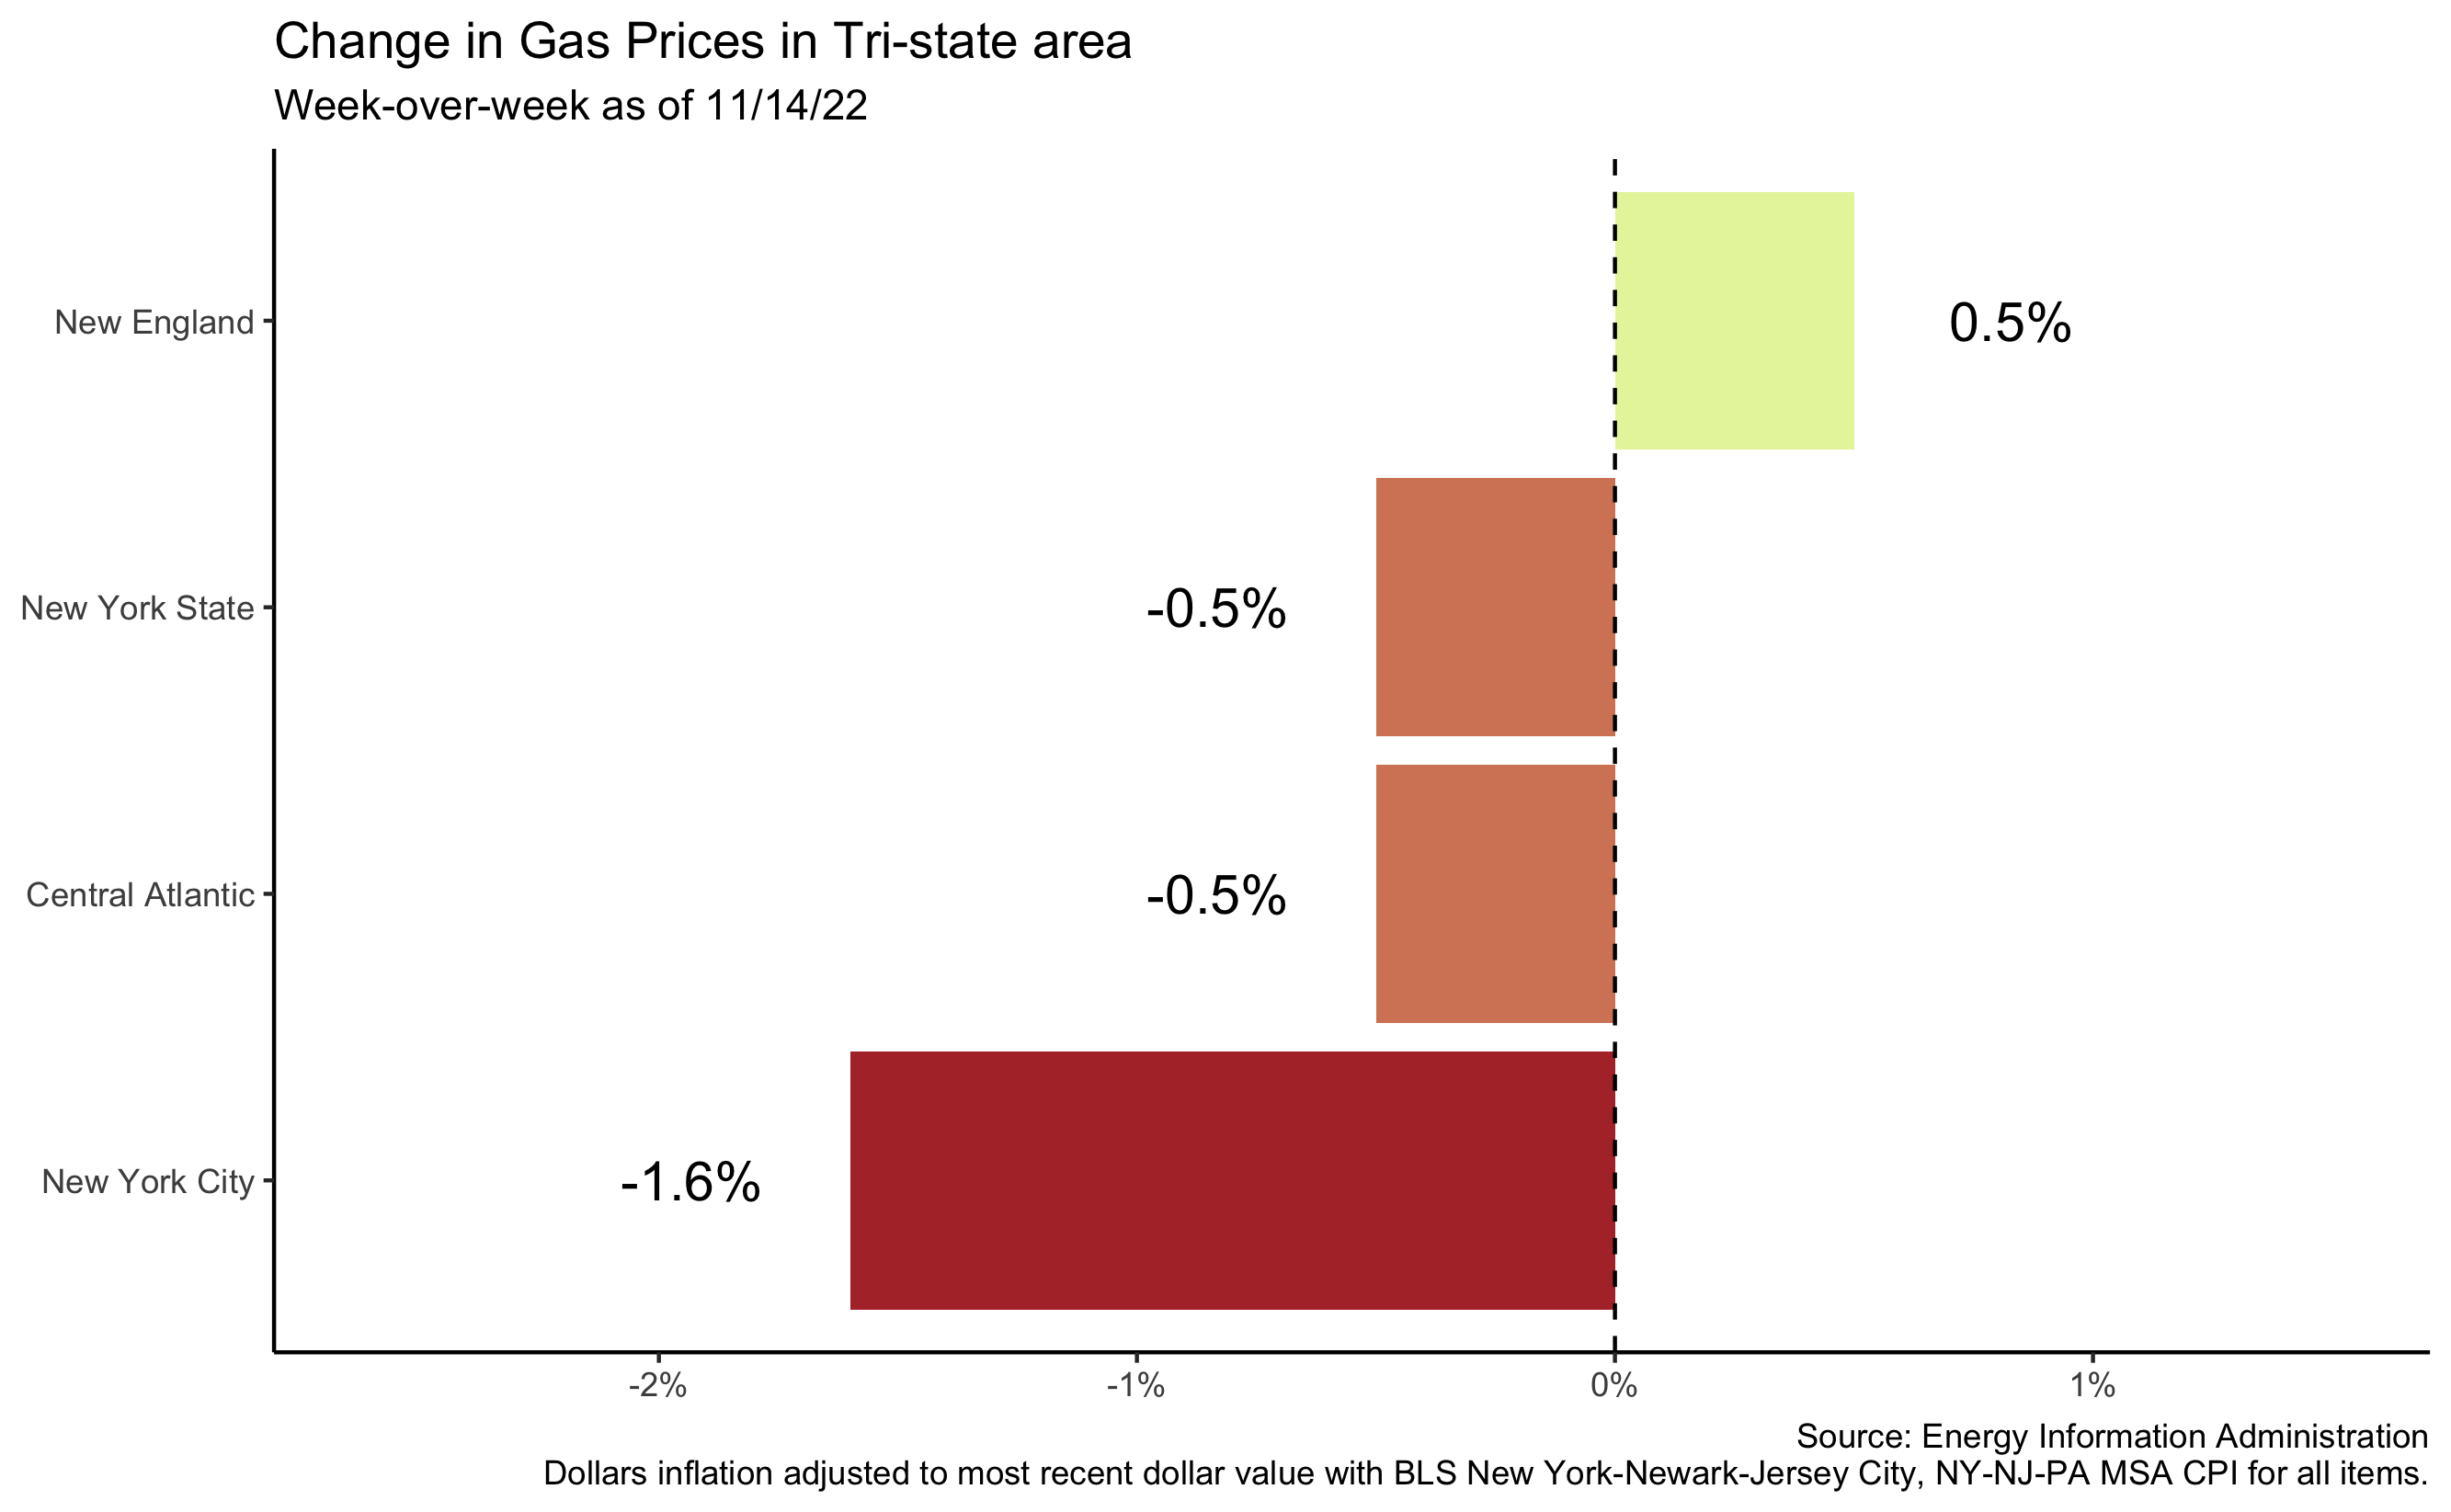 Change in Gas Prices in Tri-state area
Week-over-week as of 11/14/22
New England
0.5%
New York State
-0.5%
Central Atlantic
-0.5%
New York City
-1.6%
-2%
-1%
0%
1%
Source: Energy Information Administration
Dollars inflation adjusted to most recent dollar value with BLS New York-Newark-Jersey City, NY-NJ-PA MSA CPI for all items.